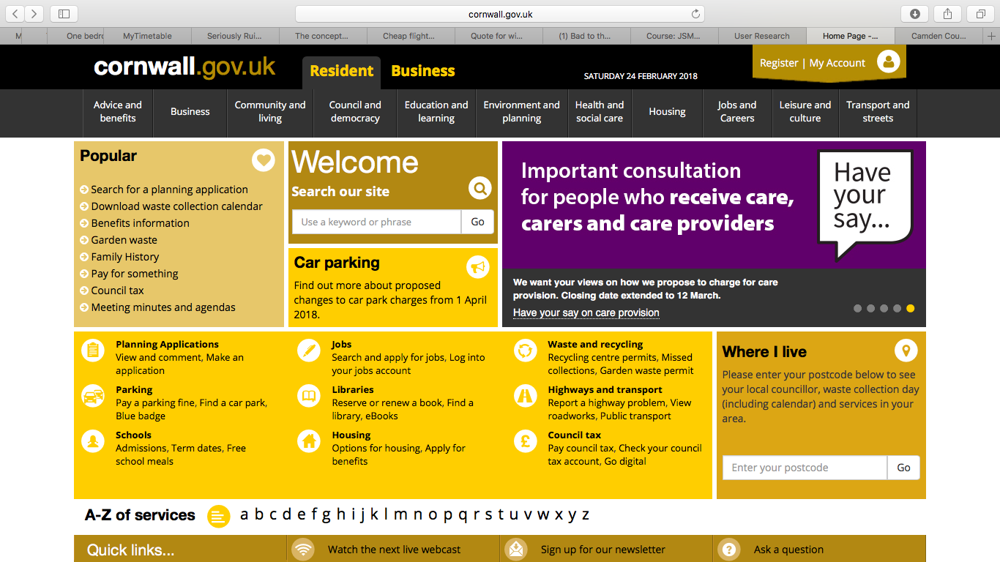 cornwall.gov.uk
M
One bedro
MyTimetable
Seriously Rui...
The concept...
Cheap flight...
Quote for wi...
(1) Bad to th...
Course: JSM...
User Research
Home Page -...
Camden Cou...
cornwall.gov.uk
Resident
Business
SATURDAY 24 FEBRUARY 2018
Register | My Account
Advice and
benefits
Business
Community and
living
Council and
democracy
Education and
learning
Environment and
planning
Health and
social care
Housing
Jobs and
Careers
Leisure and
culture
Transport and
streets
Popular
Search for a planning application
Download waste collection calendar
Benefits information
Garden waste
Family History
Pay for something
Council tax
Meeting minutes and agendas
Welcome
Search our site
Use a keyword or phrase
Go
Car parking
Find out more about proposed
changes to car park charges from 1 April
2018.
Important consultation
for people who receive care,
carers and care providers
Have
your
say...
We want your views on how we propose to charge for care
provision. Closing date extended to 12 March.
Have your say on care provision
Planning Applications
View and comment, Make an
application
Parking
Pay a parking fine, Find a car park,
Blue badge
Schools
Admissions, Term dates, Free
school meals
Jobs
Search and apply for jobs, Log into
your jobs account
Libraries
Reserve or renew a book, Find a
library, eBooks
Housing
Options for housing, Apply for
benefits
Waste and recycling
Recycling centre permits, Missed
collections, Garden waste permit
Highways and transport
Report a highway problem, View
roadworks, Public transport
£
Council tax
Pay council tax, Check your council
tax account, Go digital
Where I live
Please enter your postcode below to see
your local councillor, waste collection day
(including calendar) and services in your
area.
Enter your postcode
Go
A-Z of services
a b c d e f g h i j k l m n o p q r s t u v w x y z
Quick links...
Watch the next live webcast
Sign up for our newsletter
?
Ask a question